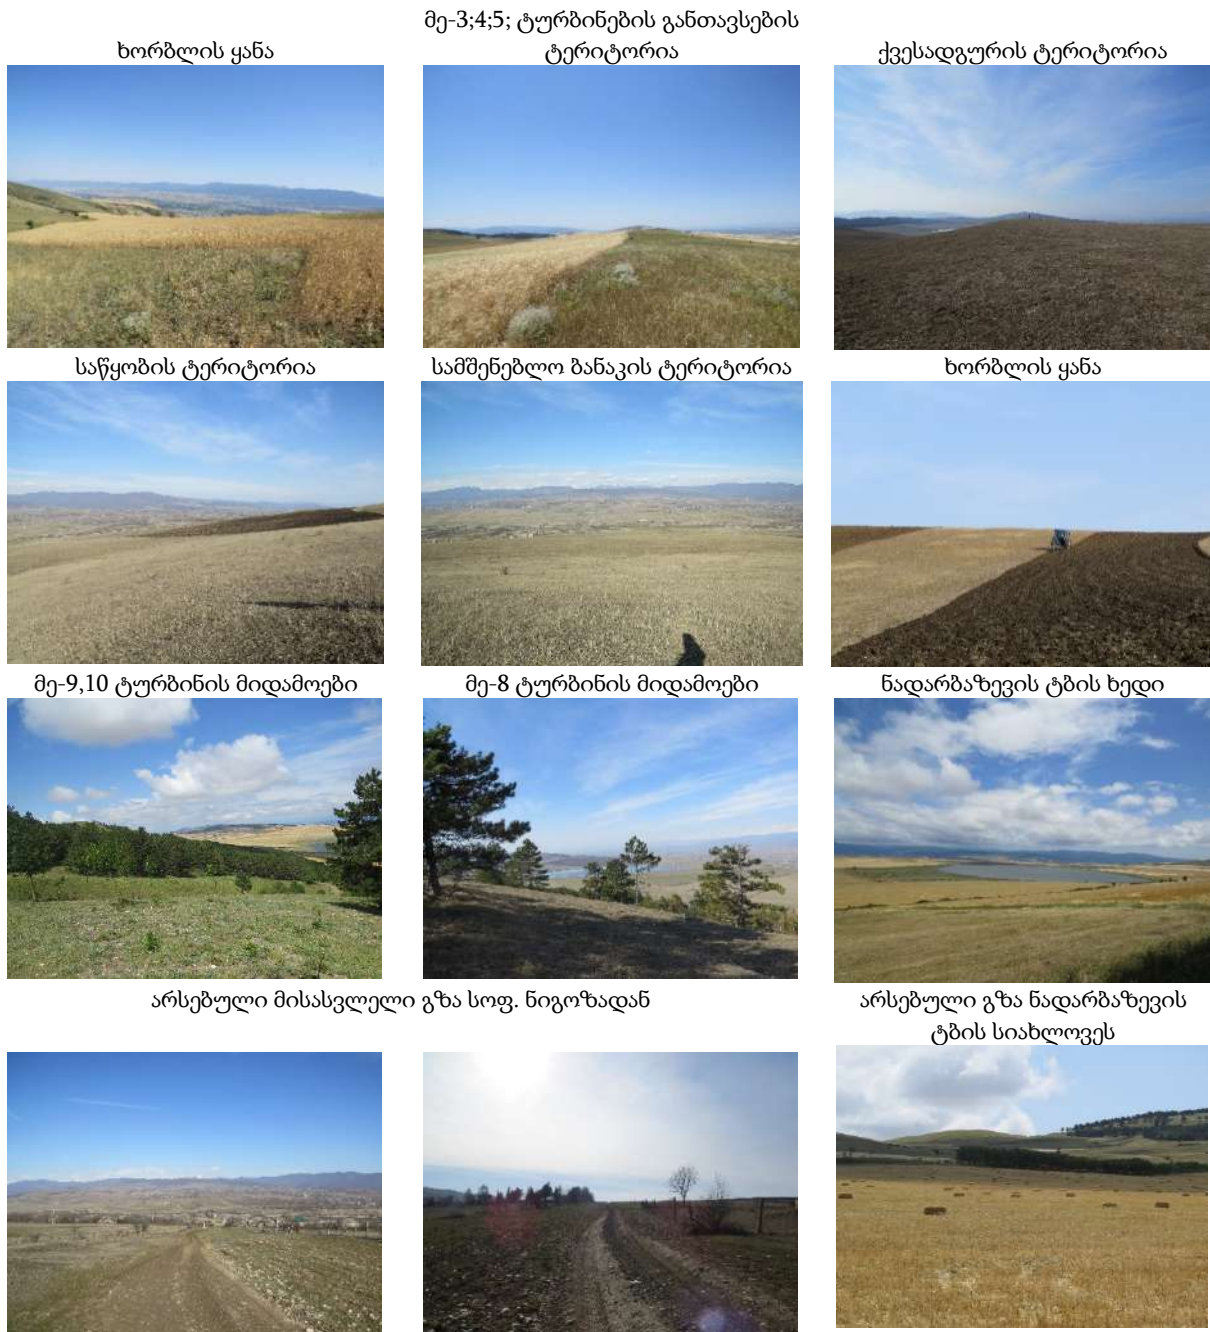 ხორბლის ყანა
მე-3;4;5; ტურბინების განთავსების
ტერიტორია
ქვესადგურის ტერიტორია
საწყობის ტერიტორია
სამშენებლო ბანაკის ტერიტორია
ხორბლის ყანა
მე-9,10 ტურბინის მიდამოები
მე-8 ტურბინის მიდამოები
ნადარბაზევის ტბის ხედი
არსებული მისასვლელი გზა სოფ. ნიგოზადან
არსებული გზა ნადარბაზევის
ტბის სიახლოვეს